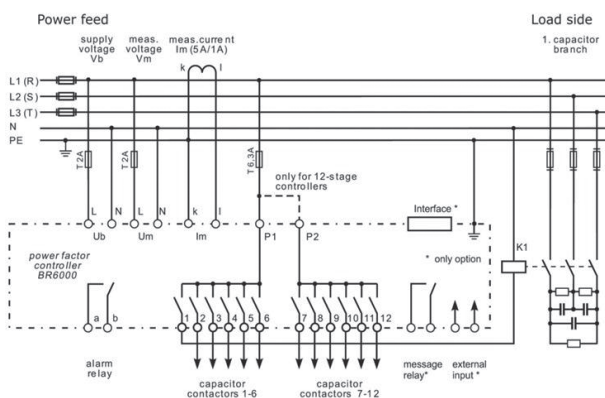 Power feed
Load side
supply voltage Vb
meas. voltage Vm
meas.current Im (5A/1A)
1. capacitor branch
k
l
L1 (R)
L2 (S)
L3 (T)
N
PE
T 2A
T 2A
T 6,3A
only for 12-stage controllers
L
N
L
N
k
l
Ub
Um
Im
P1
P2
Interface *
K1
power factor controller BR6000
* only option
a
b
1
2
3
4
5
6
7
8
9
10
11
12
alarm relay
capacitor contactors 1-6
capacitor contactors 7-12
message relay*
external input *